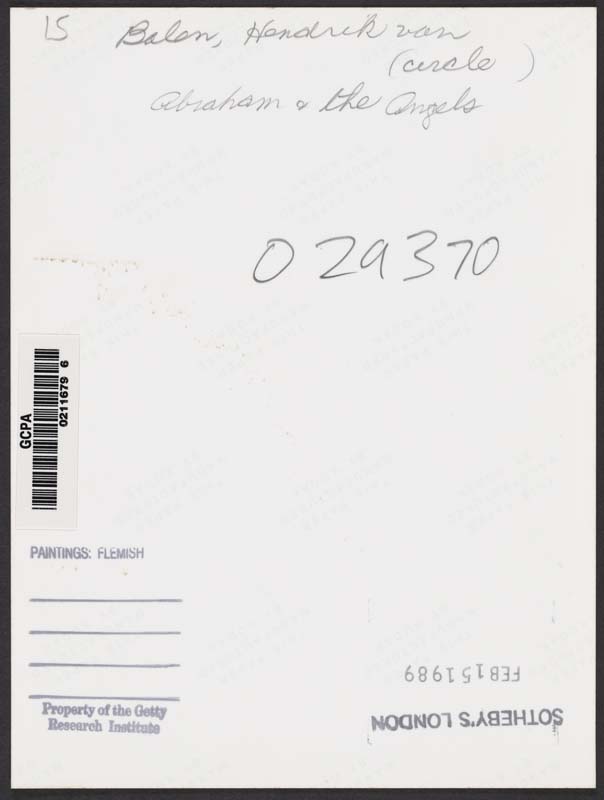 15
Balen, Hendrick van
(circle )
Abraham & the Angels
029370
GCPA
0211679 6
PAINTINGS: FLEMISH
Property of the Getty
Research Institute
FEB 15 1989
SOTHEBY'S LONDON